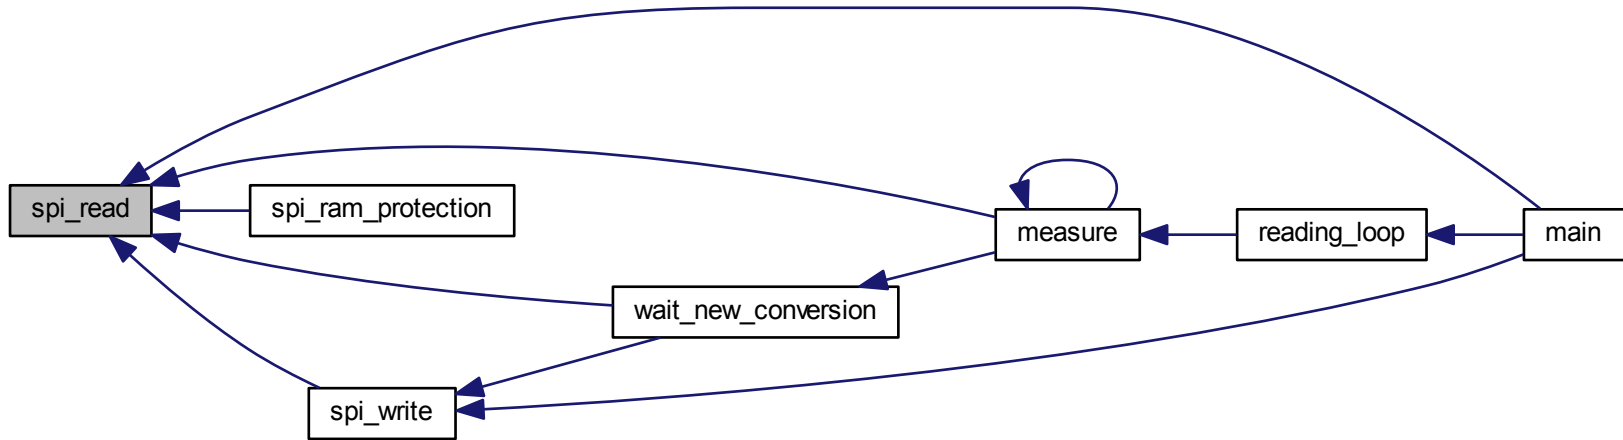 spi_read
spi_ram_protection
measure
reading_loop
main
wait_new_conversion
spi_write